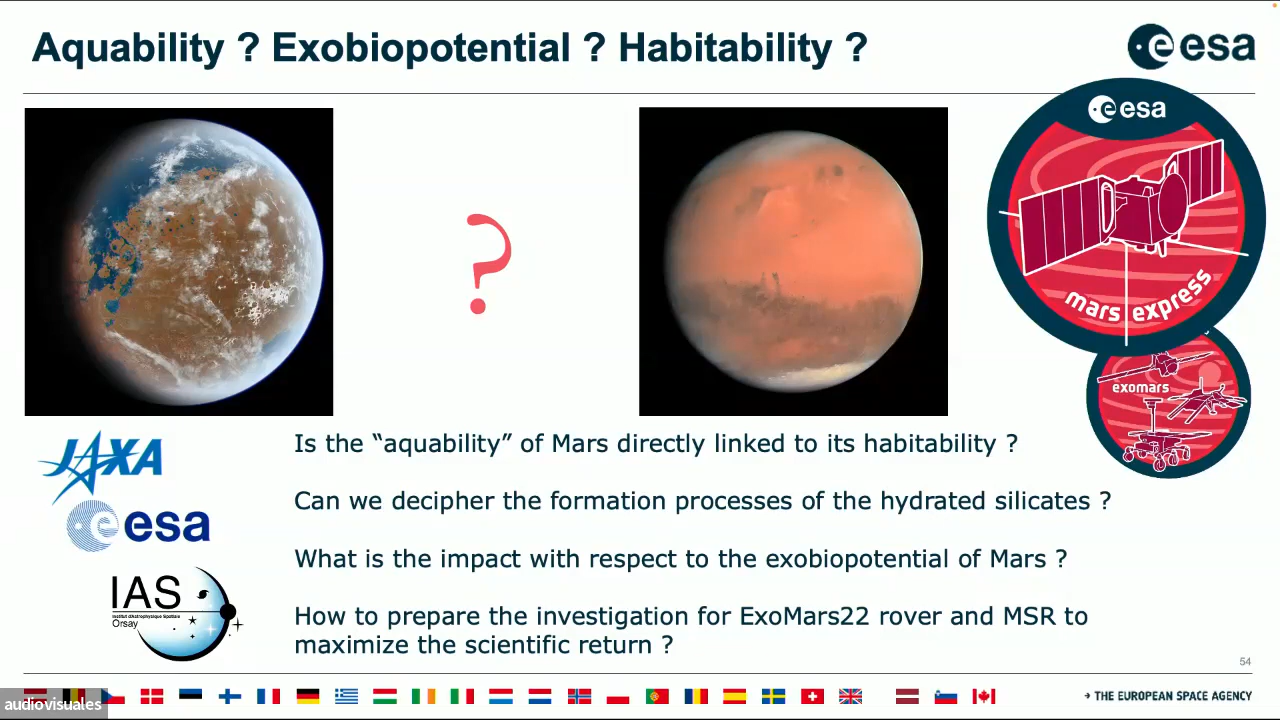 Aquability ? Exobiopotential ? Habitability ?
esa
esa
?
mars express
exomars
JAXA
esa
IAS
Institut d'Astrophysique Spatiale
Orsay
Is the “aquability” of Mars directly linked to its habitability ?
Can we decipher the formation processes of the hydrated silicates ?
What is the impact with respect to the exobiopotential of Mars ?
How to prepare the investigation for ExoMars22 rover and MSR to
maximize the scientific return ?
54
audiovisuales
→ THE EUROPEAN SPACE AGENCY